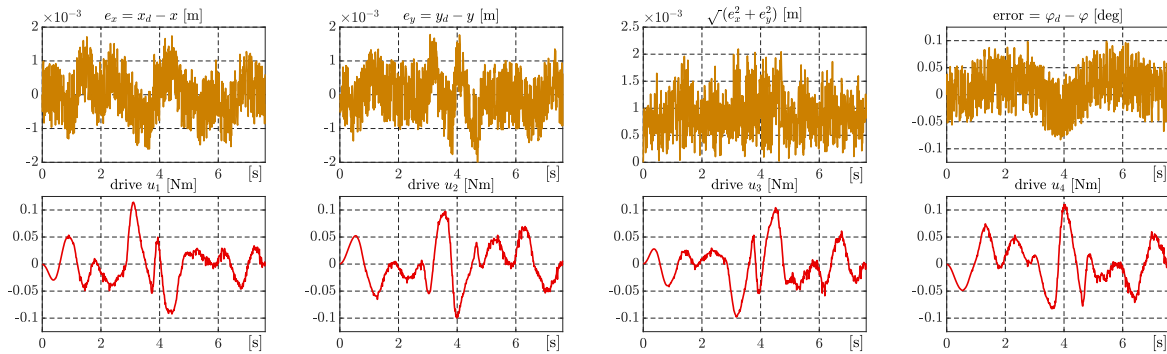 ×10⁻³ e_x = x_d − x [m]
2
1
0
-1
-2
0 2 4 6 [s]
×10⁻³ e_y = y_d − y [m]
2
1
0
-1
-2
0 2 4 6 [s]
×10⁻³ √(e_x² + e_y²) [m]
2.5
2
1.5
1
0.5
0
0 2 4 6 [s]
error = φ_d − φ [deg]
0.1
0.05
0
-0.05
-0.1
0 2 4 6 [s]
drive u₁ [Nm]
0.1
0.05
0
-0.05
-0.1
0 2 4 6 [s]
drive u₂ [Nm]
0.1
0.05
0
-0.05
-0.1
0 2 4 6 [s]
drive u₃ [Nm]
0.1
0.05
0
-0.05
-0.1
0 2 4 6 [s]
drive u₄ [Nm]
0.1
0.05
0
-0.05
-0.1
0 2 4 6 [s]